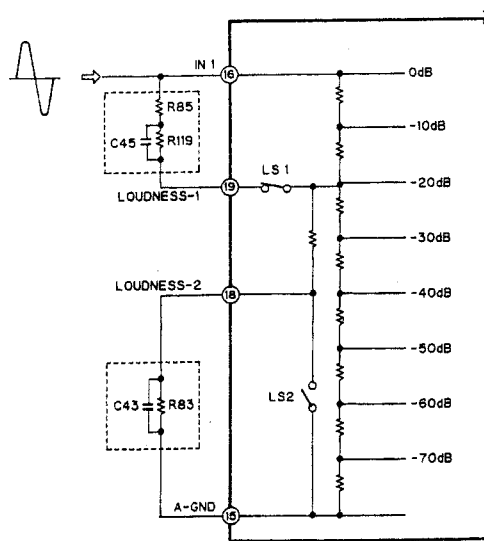 IN 1
16
0dB
R85
C45
R119
-10dB
LS 1
19
-20dB
LOUDNESS-1
-30dB
LOUDNESS-2
18
-40dB
-50dB
C43
R83
LS2
-60dB
-70dB
A-GND
15